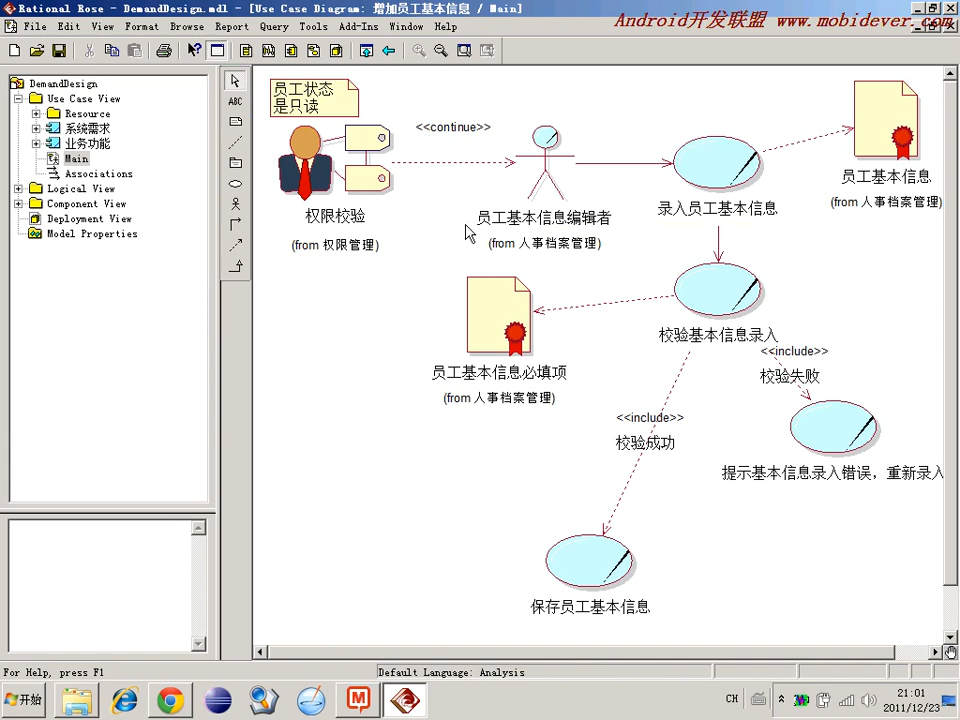 Rational Rose - DemandDesign.mdl - [Use Case Diagram: 增加员工基本信息 / Main]
File Edit View Format Browse Report Query Tools Add-Ins Window Help
Android开发联盟 www.mobidever.com
DemandDesign
Use Case View
Resource
系统需求
业务功能
Main
Associations
Logical View
Component View
Deployment View
Model Properties
ABC
员工状态
是只读
<<continue>>
权限校验
(from 权限管理)
员工基本信息编辑者
(from 人事档案管理)
录入员工基本信息
员工基本信息
(from 人事档案管理)
校验基本信息录入
员工基本信息必填项
(from 人事档案管理)
<<include>>
校验失败
<<include>>
校验成功
提示基本信息录入错误，重新录入
保存员工基本信息
For Help, press F1
Default Language: Analysis
开始
CH
21:01
2011/12/23